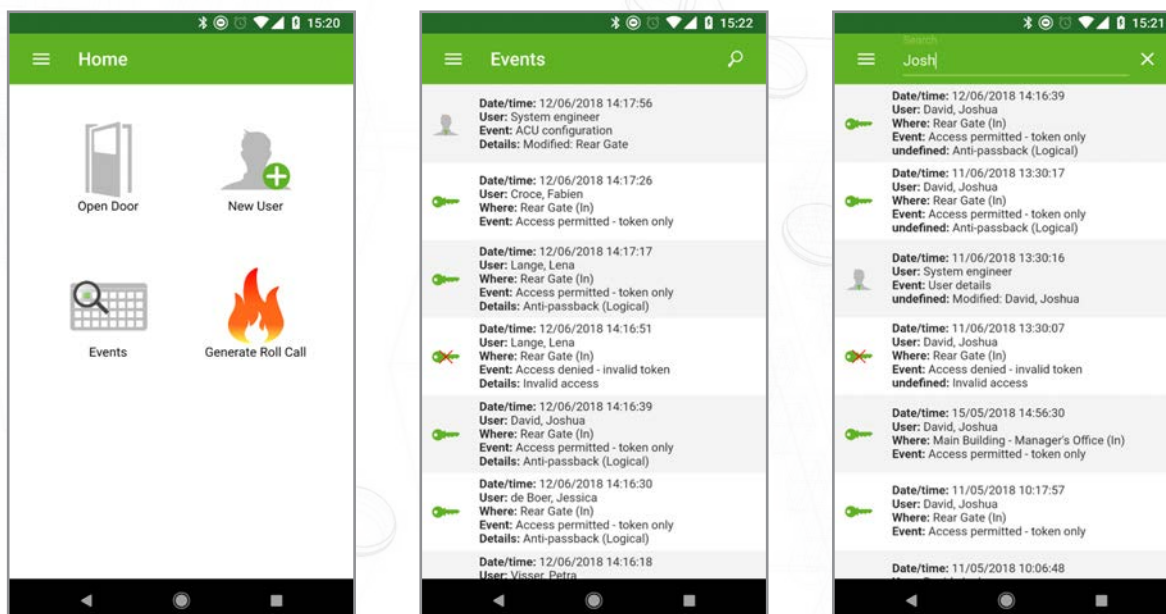 15:20
Home
Open Door
New User
Events
Generate Roll Call
15:22
Events
Date/time: 12/06/2018 14:17:56
User: System engineer
Event: ACU configuration
Details: Modified: Rear Gate
Date/time: 12/06/2018 14:17:26
User: Croce, Fabien
Where: Rear Gate (In)
Event: Access permitted - token only
Date/time: 12/06/2018 14:17:17
User: Lange, Lena
Where: Rear Gate (In)
Event: Access permitted - token only
Details: Anti-passback (Logical)
Date/time: 12/06/2018 14:16:51
User: Lange, Lena
Where: Rear Gate (In)
Event: Access denied - invalid token
Details: Invalid access
Date/time: 12/06/2018 14:16:39
User: David, Joshua
Where: Rear Gate (In)
Event: Access permitted - token only
Details: Anti-passback (Logical)
Date/time: 12/06/2018 14:16:30
User: de Boer, Jessica
Where: Rear Gate (In)
Event: Access permitted - token only
Details: Anti-passback (Logical)
Date/time: 12/06/2018 14:16:18
User: Visser, Petra
15:21
Search
Josh
Date/time: 12/06/2018 14:16:39
User: David, Joshua
Where: Rear Gate (In)
Event: Access permitted - token only
undefined: Anti-passback (Logical)
Date/time: 11/06/2018 13:30:17
User: David, Joshua
Where: Rear Gate (In)
Event: Access permitted - token only
undefined: Anti-passback (Logical)
Date/time: 11/06/2018 13:30:16
User: System engineer
Event: User details
undefined: Modified: David, Joshua
Date/time: 11/06/2018 13:30:07
User: David, Joshua
Where: Rear Gate (In)
Event: Access denied - invalid token
undefined: Invalid access
Date/time: 15/05/2018 14:56:30
User: David, Joshua
Where: Main Building - Manager's Office (In)
Event: Access permitted - token only
Date/time: 11/05/2018 10:17:57
User: David, Joshua
Where: Rear Gate (In)
Event: Access permitted - token only
Date/time: 11/05/2018 10:06:48